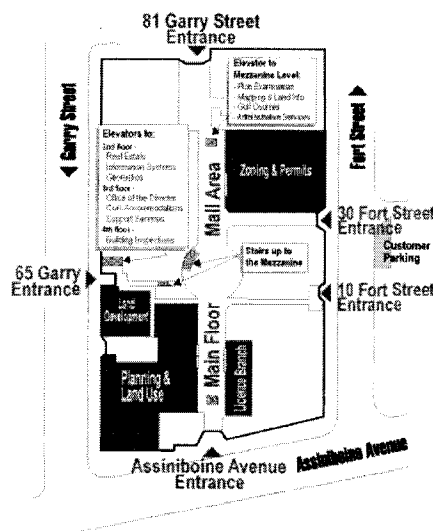 81 Garry Street
Entrance
Elevator to
Mezzanine Level:
- Plan Examination
- Mapping & Land Info
- Golf Courses
- Administrative Services
Garry Street
Fort Street
Elevators to:
2nd floor -
Real Estate
Information Systems
Geomatics
3rd floor -
Office of the Director
Civic Accommodations
Support Services
4th floor -
Building Inspections
Zoning & Permits
Mall Area
30 Fort Street
Entrance
Customer
Parking
Stairs up to
the Mezzanine
65 Garry
Entrance
10 Fort Street
Entrance
Land
Development
Main Floor
Planning &
Land Use
Licence Branch
Assiniboine Avenue
Entrance
Assiniboine Avenue